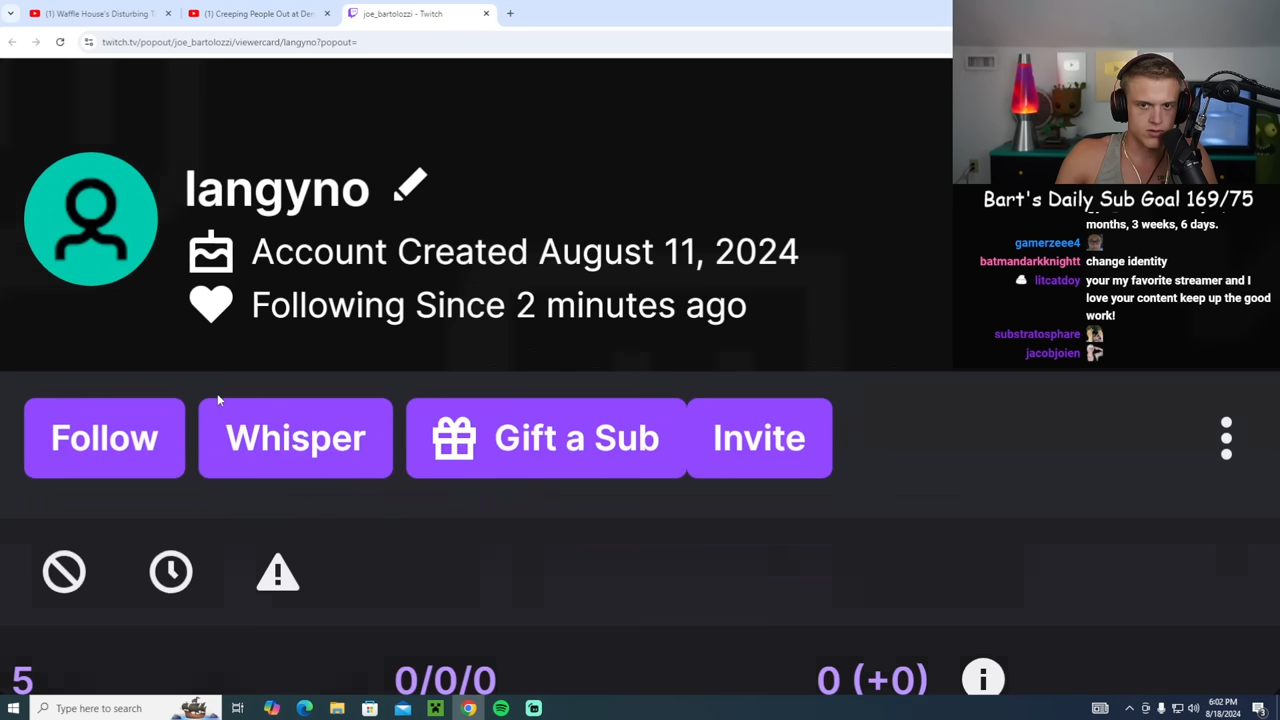 (1) Waffle House's Disturbing T
(1) Creeping People Out at Der
joe_bartolozzi - Twitch
twitch.tv/popout/joe_bartolozzi/viewercard/langyno?popout=
langyno
Account Created August 11, 2024
Following Since 2 minutes ago
Follow
Whisper
Gift a Sub
Invite
5
0/0/0
0 (+0)
Bart's Daily Sub Goal 169/75
months, 3 weeks, 6 days.
gamerzeee4
batmandarkknightt change identity
litcatdoy your my favorite streamer and I
love your content keep up the good
work!
substratosphare
jacobjoien
Type here to search
6:02 PM
8/18/2024
3